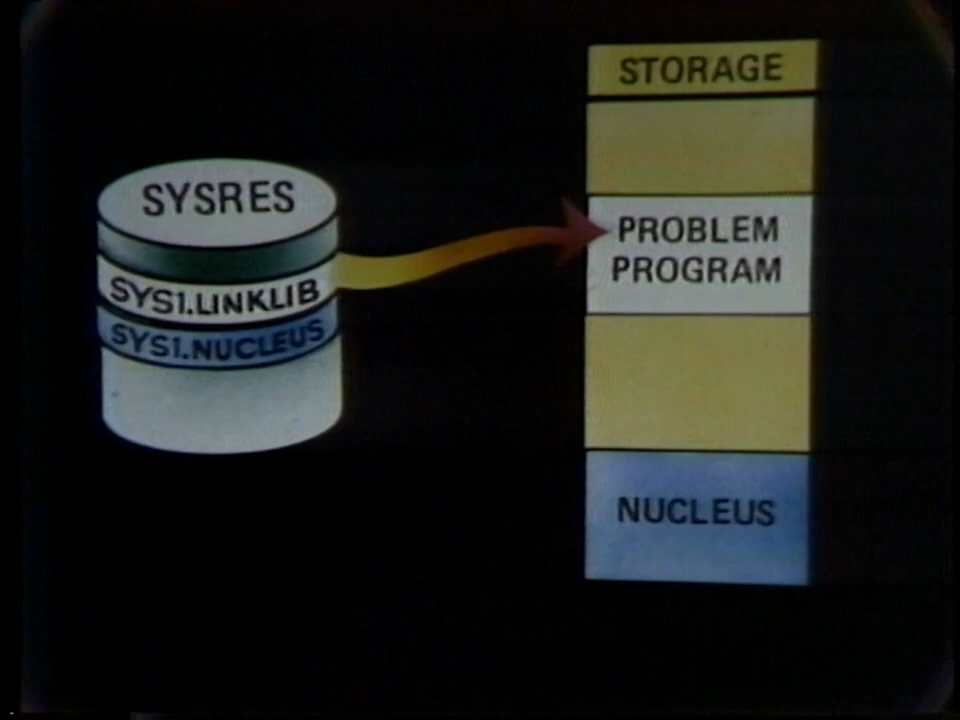 SYSRES
SYS1.LINKLIB
SYS1.NUCLEUS
STORAGE
PROBLEM
PROGRAM
NUCLEUS